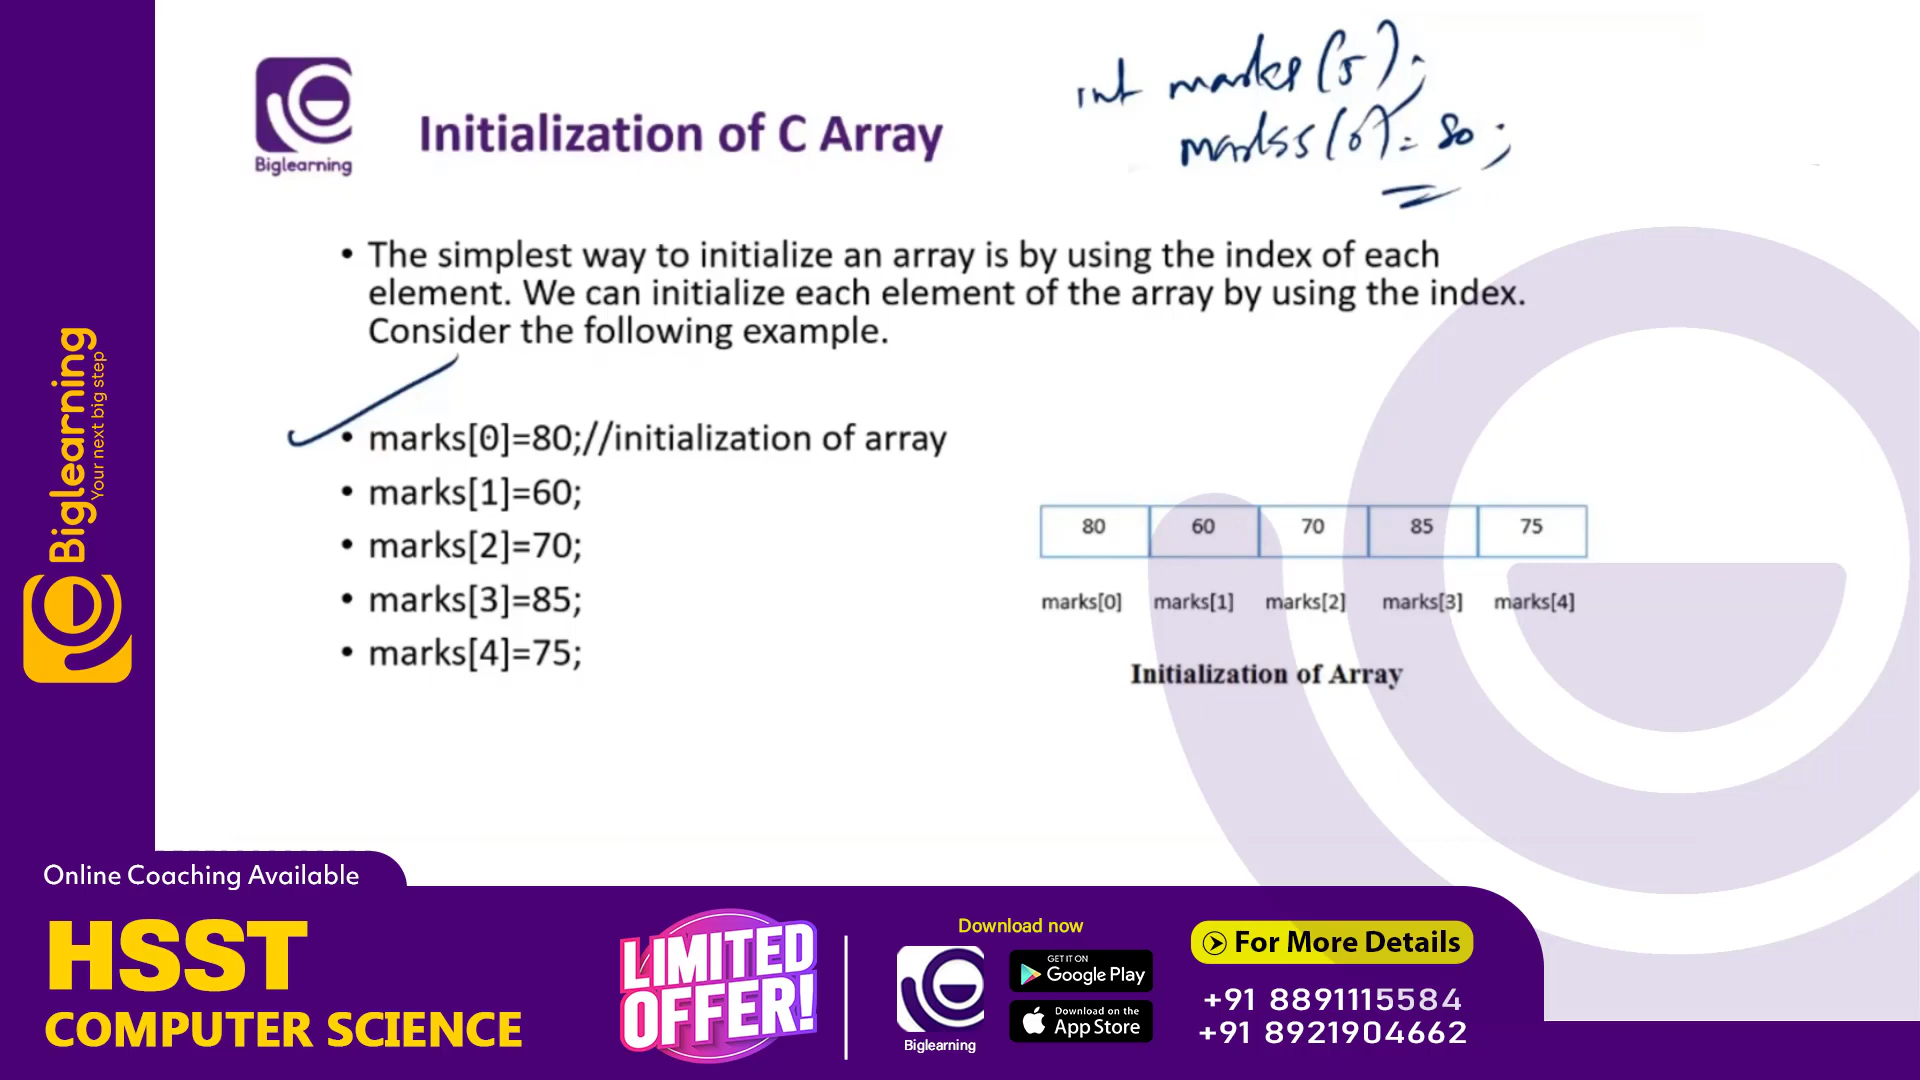 int marks(5);
markss(0)=80;
Biglearning
Initialization of C Array
• The simplest way to initialize an array is by using the index of each
element. We can initialize each element of the array by using the index.
Consider the following example.
• marks[0]=80;//initialization of array
• marks[1]=60;
• marks[2]=70;
• marks[3]=85;
• marks[4]=75;
80 60 70 85 75
marks[0] marks[1] marks[2] marks[3] marks[4]
Initialization of Array
Biglearning
Your next big step
Online Coaching Available
HSST
COMPUTER SCIENCE
LIMITED
OFFER!
Download now
Biglearning
GET IT ON
Google Play
Download on the
App Store
For More Details
+91 8891115584
+91 8921904662